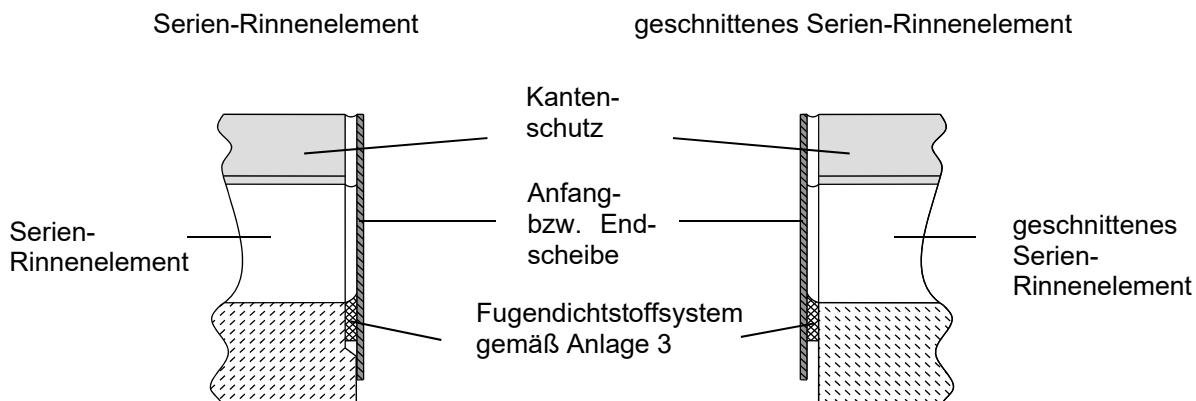 Serien-Rinnenelement
geschnittenes Serien-Rinnenelement
Kanten-
schutz
Anfang-
bzw. End-
scheibe
Serien-
Rinnenelement
geschnittenes
Serien-
Rinnenelement
Fugendichtstoffsystem
gemäß Anlage 3